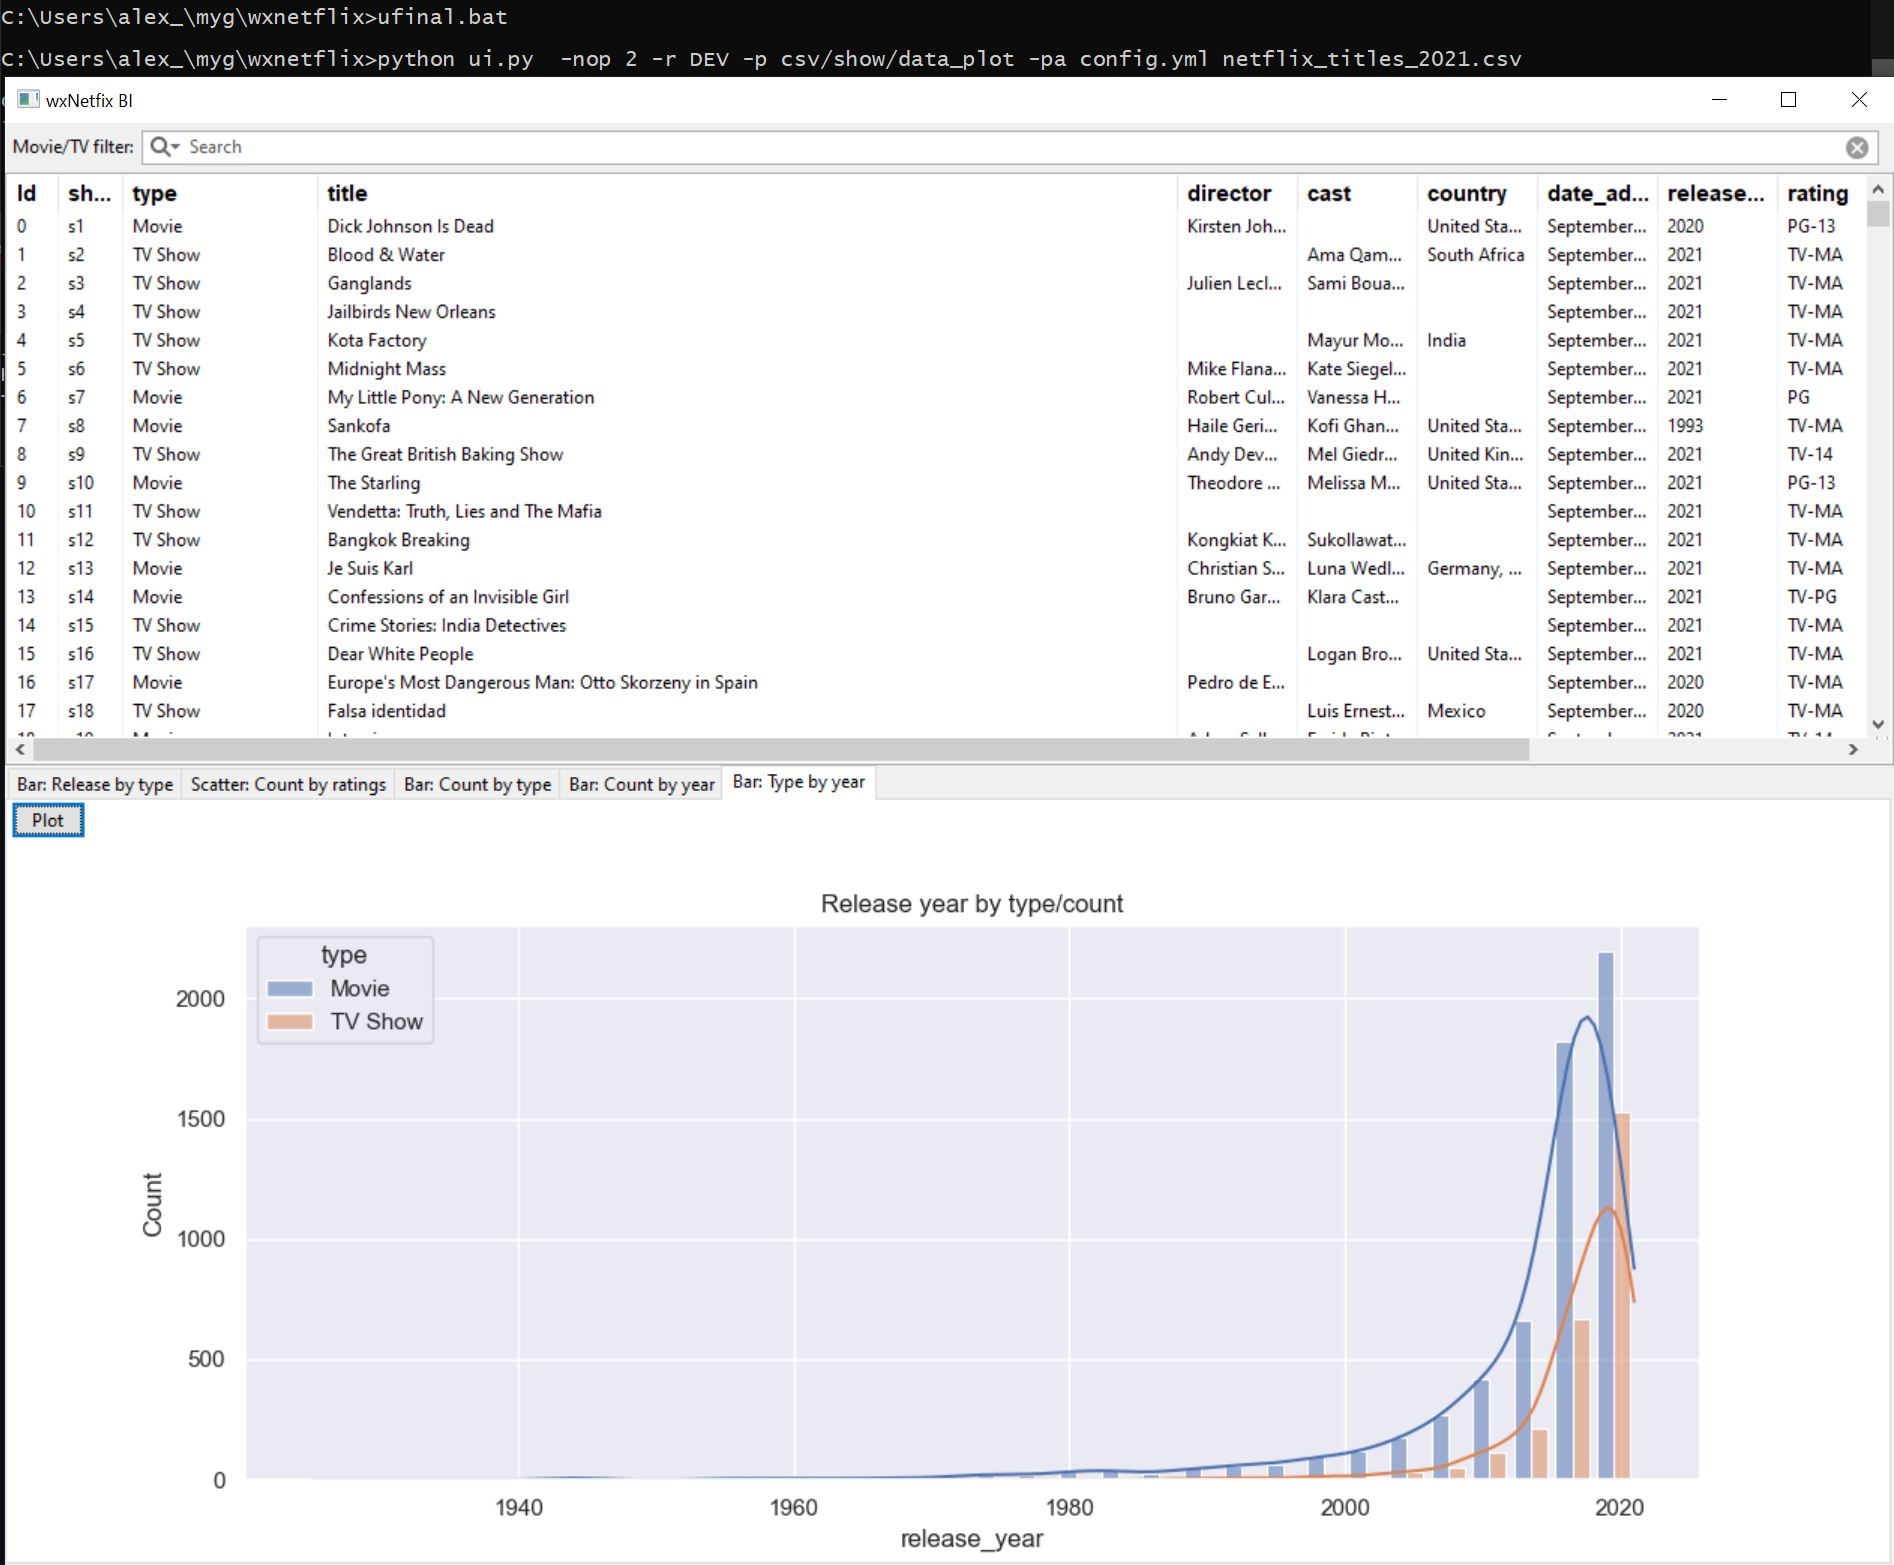 C:\Users\alex_\myg\wxnetflix>ufinal.bat
C:\Users\alex_\myg\wxnetflix>python ui.py  -nop 2 -r DEV -p csv/show/data_plot -pa config.yml netflix_titles_2021.csv
wxNetfix BI
Movie/TV filter: Search
Id sh... type title director cast country date_ad... release... rating
0 s1 Movie Dick Johnson Is Dead Kirsten Joh... United Sta... September... 2020 PG-13
1 s2 TV Show Blood & Water Ama Qam... South Africa September... 2021 TV-MA
2 s3 TV Show Ganglands Julien Lecl... Sami Boua... September... 2021 TV-MA
3 s4 TV Show Jailbirds New Orleans September... 2021 TV-MA
4 s5 TV Show Kota Factory Mayur Mo... India September... 2021 TV-MA
5 s6 TV Show Midnight Mass Mike Flana... Kate Siegel... September... 2021 TV-MA
6 s7 Movie My Little Pony: A New Generation Robert Cul... Vanessa H... September... 2021 PG
7 s8 Movie Sankofa Haile Geri... Kofi Ghan... United Sta... September... 1993 TV-MA
8 s9 TV Show The Great British Baking Show Andy Dev... Mel Giedr... United Kin... September... 2021 TV-14
9 s10 Movie The Starling Theodore ... Melissa M... United Sta... September... 2021 PG-13
10 s11 TV Show Vendetta: Truth, Lies and The Mafia September... 2021 TV-MA
11 s12 TV Show Bangkok Breaking Kongkiat K... Sukollawat... September... 2021 TV-MA
12 s13 Movie Je Suis Karl Christian S... Luna Wedl... Germany, ... September... 2021 TV-MA
13 s14 Movie Confessions of an Invisible Girl Bruno Gar... Klara Cast... September... 2021 TV-PG
14 s15 TV Show Crime Stories: India Detectives September... 2021 TV-MA
15 s16 TV Show Dear White People Logan Bro... United Sta... September... 2021 TV-MA
16 s17 Movie Europe's Most Dangerous Man: Otto Skorzeny in Spain Pedro de E... September... 2020 TV-MA
17 s18 TV Show Falsa identidad Luis Ernest... Mexico September... 2020 TV-MA
Bar: Release by type Scatter: Count by ratings Bar: Count by type Bar: Count by year Bar: Type by year
Plot
Release year by type/count
type
Movie
TV Show
2000
1500
1000
500
0
Count
1940 1960 1980 2000 2020
release_year